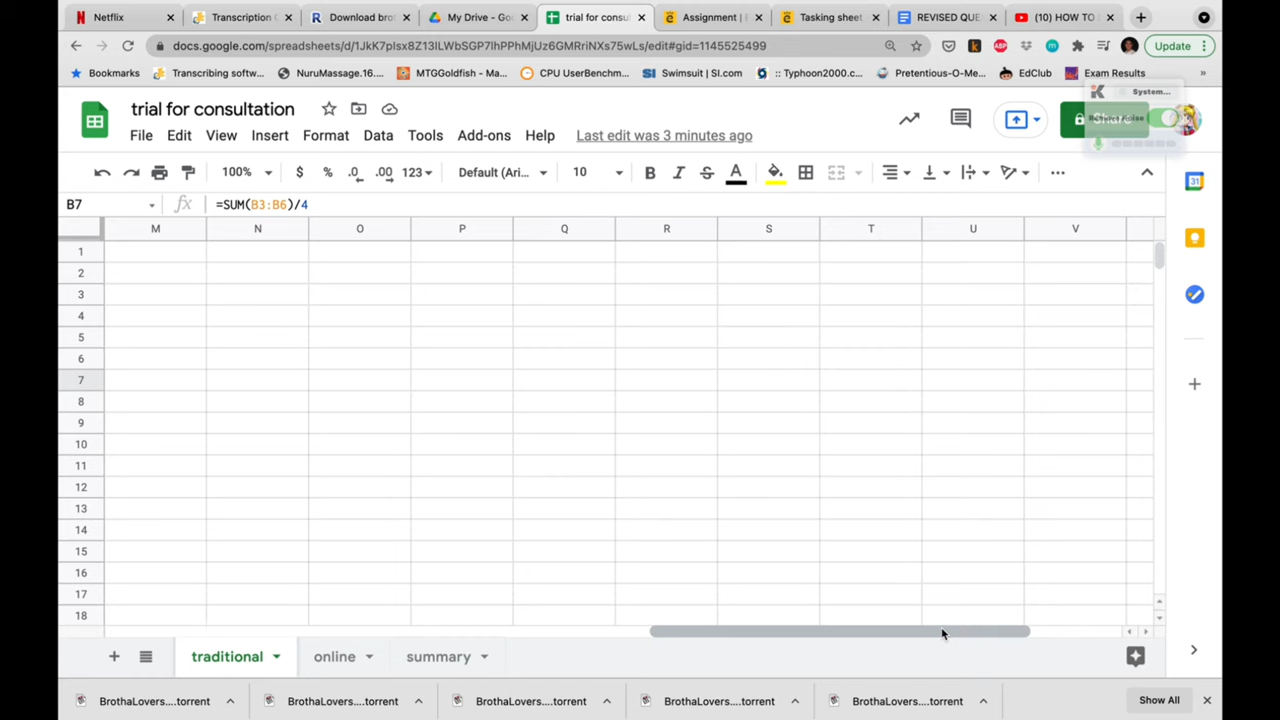 Netflix
Transcription
Download bro
My Drive - Go
trial for consu
Assignment |
Tasking sheet
REVISED QUE
(10) HOW TO
docs.google.com/spreadsheets/d/1JkK7pIsx8Z13lLWbSGP7lhPPhMjUz6GMRriNXs75wLs/edit#gid=1145525499
Update
Bookmarks
Transcribing softw...
NuruMassage.16....
MTGGoldfish - Ma...
CPU UserBenchm...
Swimsuit | SI.com
:: Typhoon2000.c...
Pretentious-O-Me...
EdClub
Exam Results
»
System...
trial for consultation
Share
File Edit View Insert Format Data Tools Add-ons Help Last edit was 3 minutes ago
100% $ % .0 .00 123 Default (Ari... 10 B I S A
31
B7 fx =SUM(B3:B6)/4
M N O P Q R S T U V
1
2
3
4
5
6
7
8
9
10
11
12
13
14
15
16
17
18
traditional online summary
BrothaLovers....torrent
BrothaLovers....torrent
BrothaLovers....torrent
BrothaLovers....torrent
BrothaLovers....torrent
Show All